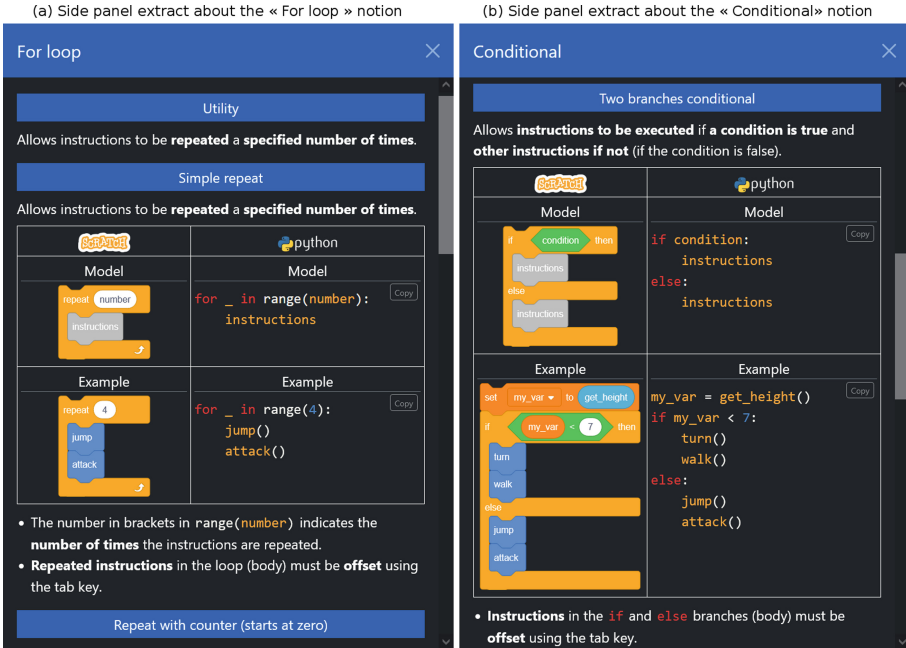 (a) Side panel extract about the « For loop » notion
For loop
Utility
Allows instructions to be repeated a specified number of times.
Simple repeat
Allows instructions to be repeated a specified number of times.
SCRATCH
python
Model
Model
repeat number
instructions
Copy
for _ in range(number):
    instructions
Example
Example
repeat 4
jump
attack
Copy
for _ in range(4):
    jump()
    attack()
• The number in brackets in range(number) indicates the
number of times the instructions are repeated.
• Repeated instructions in the loop (body) must be offset using
the tab key.
Repeat with counter (starts at zero)
(b) Side panel extract about the « Conditional» notion
Conditional
Two branches conditional
Allows instructions to be executed if a condition is true and
other instructions if not (if the condition is false).
SCRATCH
python
Model
Model
if condition then
instructions
else
instructions
Copy
if condition:
    instructions
else:
    instructions
Example
Example
set my_var to get_height
if my_var < 7 then
turn
walk
else
jump
attack
Copy
my_var = get_height()
if my_var < 7:
    turn()
    walk()
else:
    jump()
    attack()
• Instructions in the if and else branches (body) must be
offset using the tab key.